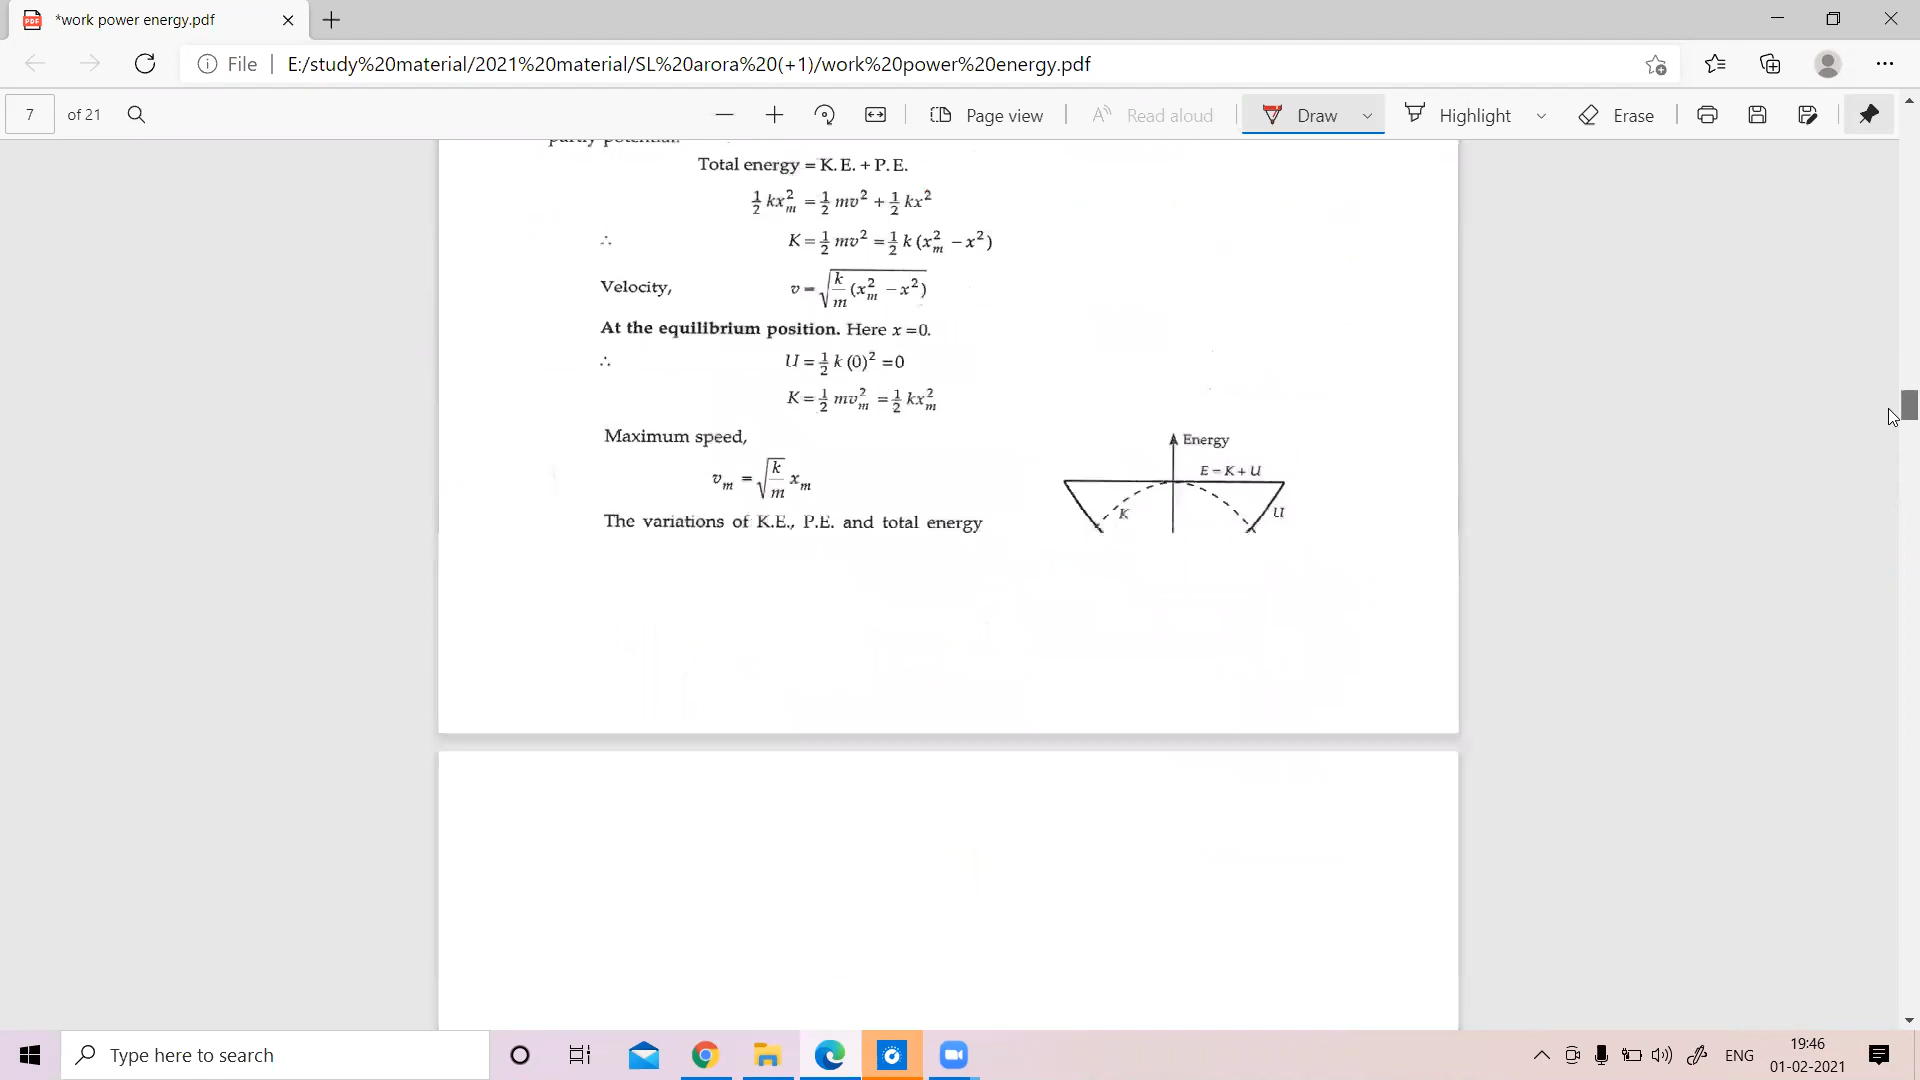 *work power energy.pdf
File
E:/study%20material/2021%20material/SL%20arora%20(+1)/work%20power%20energy.pdf
7 of 21
Page view
Read aloud
Draw
Highlight
Erase
partly potential.
Total energy = K.E. + P.E.
½ kx²ₘ = ½ mv² + ½ kx²
∴ K = ½ mv² = ½ k (x²ₘ − x²)
Velocity, v = √(k/m (x²ₘ − x²))
At the equilibrium position. Here x = 0.
∴ U = ½ k (0)² = 0
K = ½ mv²ₘ = ½ kx²ₘ
Maximum speed,
vₘ = √(k/m) xₘ
The variations of K.E., P.E. and total energy
Energy
E = K + U
K
U
Type here to search
ENG
19:46
01-02-2021